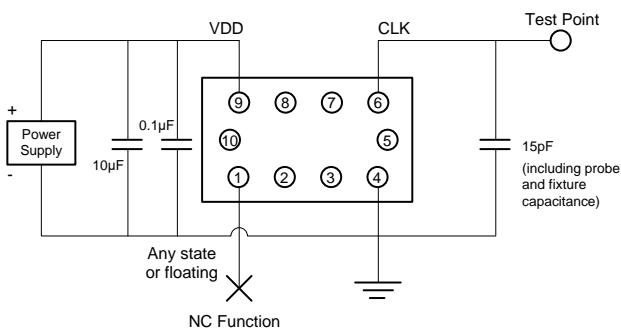 Test Point
VDD
CLK
9
8
7
6
+
Power
Supply
-
10µF
0.1µF
10
5
15pF
(including probe
and fixture
capacitance)
1
2
3
4
Any state
or floating
NC Function